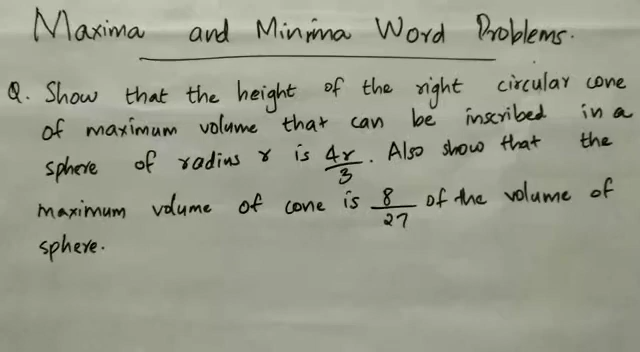 Maxima and Minima Word Problems.
Q. Show that the height of the right circular cone
of maximum volume that can be inscribed in a
sphere of radius r is 4r/3. Also show that the
maximum volume of cone is 8/27 of the volume of
sphere.